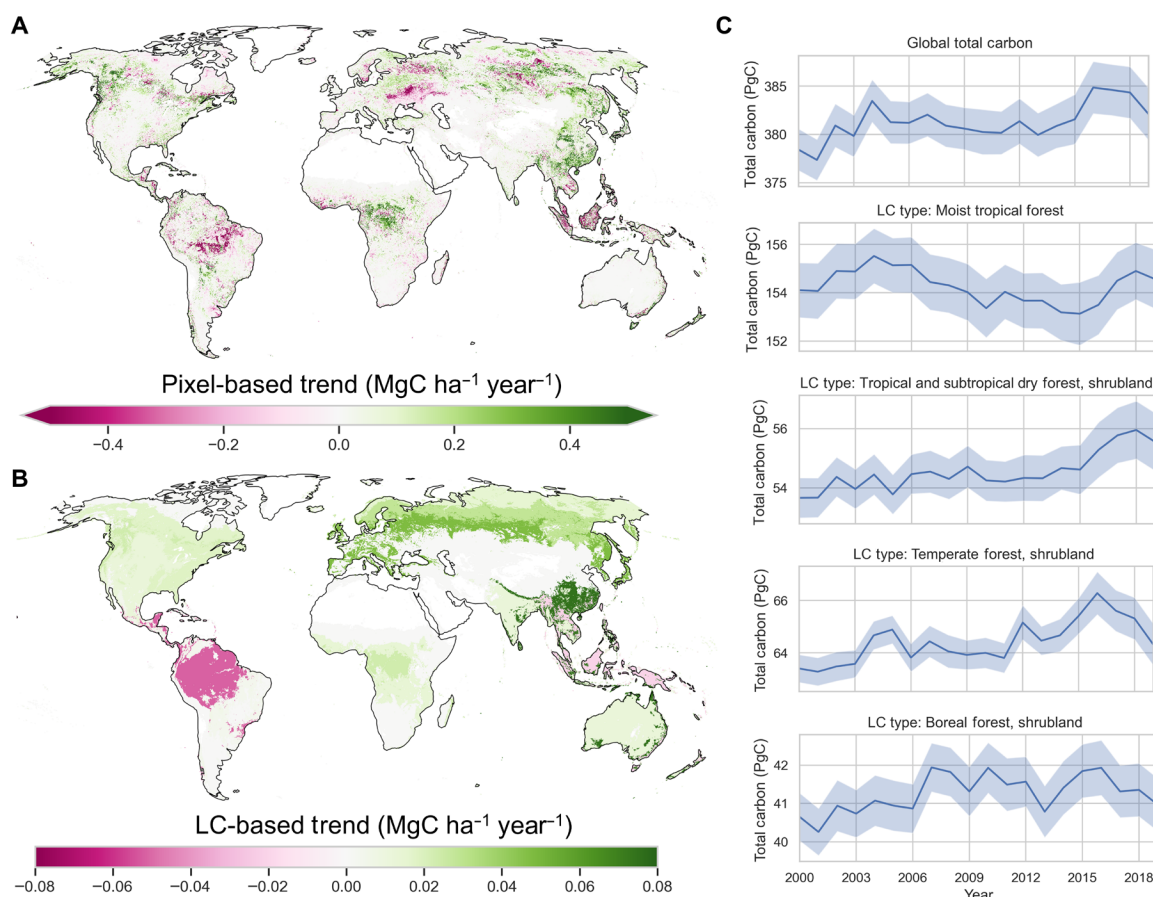 A
Pixel-based trend (MgC ha⁻¹ year⁻¹)
−0.4 −0.2 0.0 0.2 0.4
B
LC-based trend (MgC ha⁻¹ year⁻¹)
−0.08 −0.06 −0.04 −0.02 0.00 0.02 0.04 0.06 0.08
C
Global total carbon
Total carbon (PgC)
385
380
375
LC type: Moist tropical forest
Total carbon (PgC)
156
154
152
LC type: Tropical and subtropical dry forest, shrubland
Total carbon (PgC)
56
54
LC type: Temperate forest, shrubland
Total carbon (PgC)
66
64
LC type: Boreal forest, shrubland
Total carbon (PgC)
42
41
40
2000 2003 2006 2009 2012 2015 2018
Year